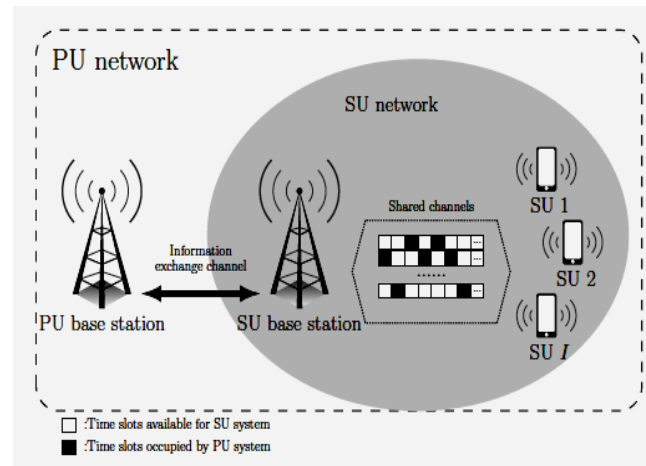 PU network
SU network
Shared channels
SU 1
Information
exchange channel
...
...
......
...
SU 2
PU base station
SU base station
SU I
:Time slots available for SU system
:Time slots occupied by PU system